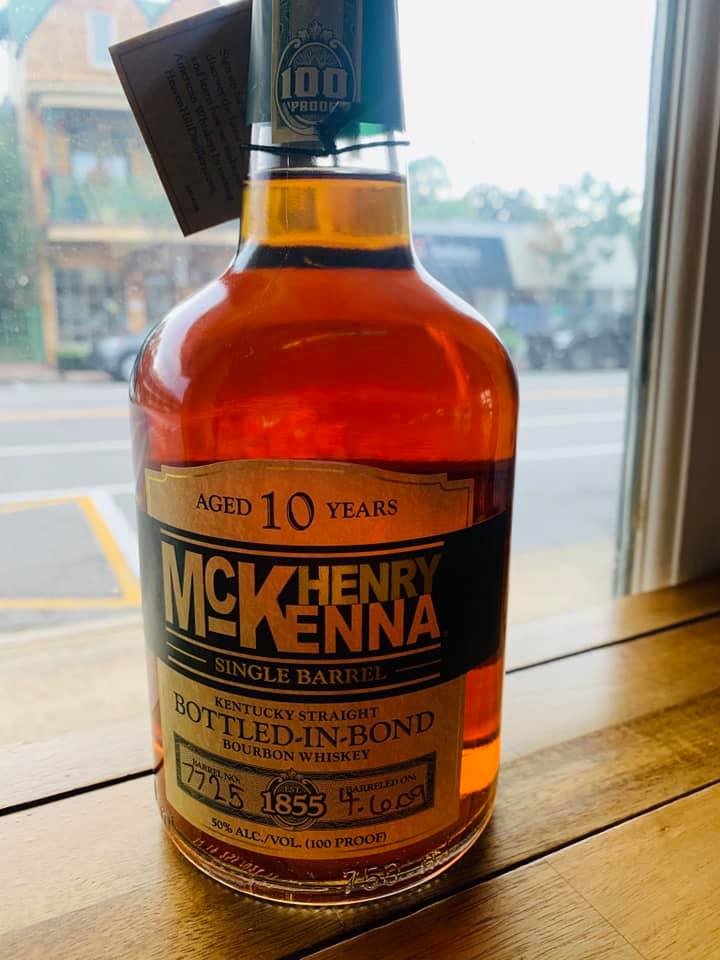 100
PROOF
AGED 10 YEARS
HENRY
McKENNA
SINGLE BARREL
KENTUCKY STRAIGHT
BOTTLED-IN-BOND
BOURBON WHISKEY
BARREL NO: 7725
EST. 1855
BARRELED ON: 4.6.09
50% ALC./VOL. (100 PROOF)